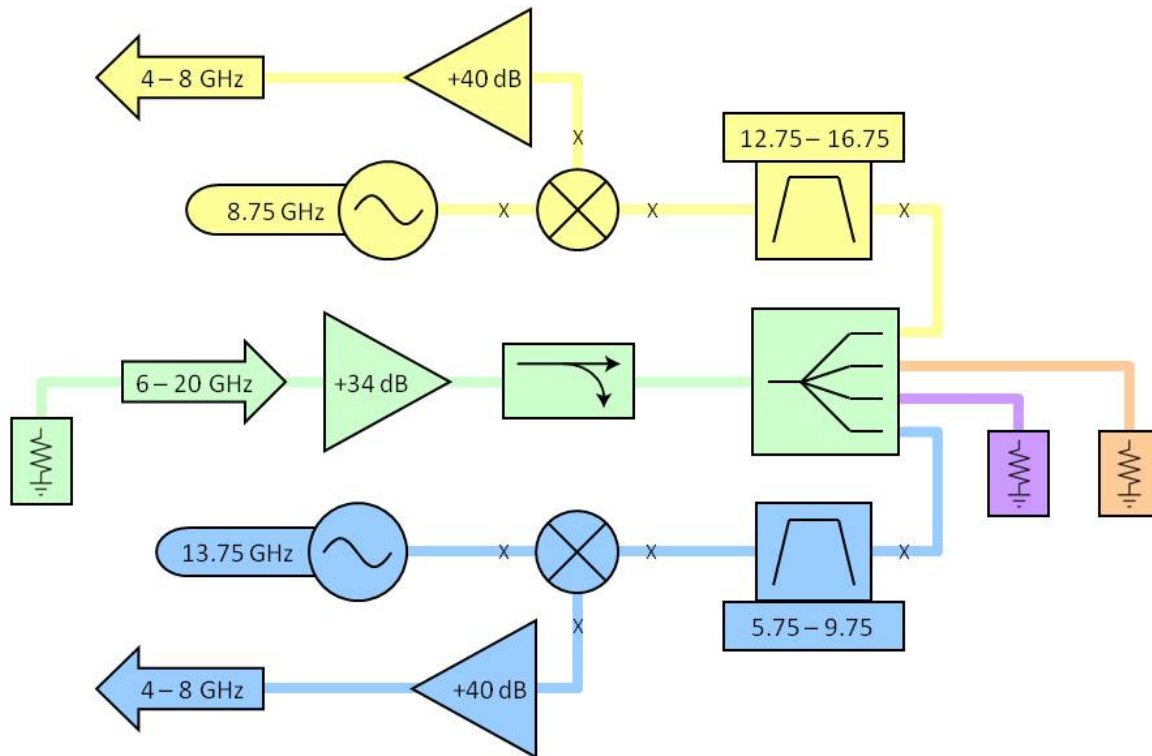 4 – 8 GHz
+40 dB
X
12.75 – 16.75
8.75 GHz
X
X
X
6 – 20 GHz
+34 dB
13.75 GHz
X
X
X
5.75 – 9.75
X
4 – 8 GHz
+40 dB